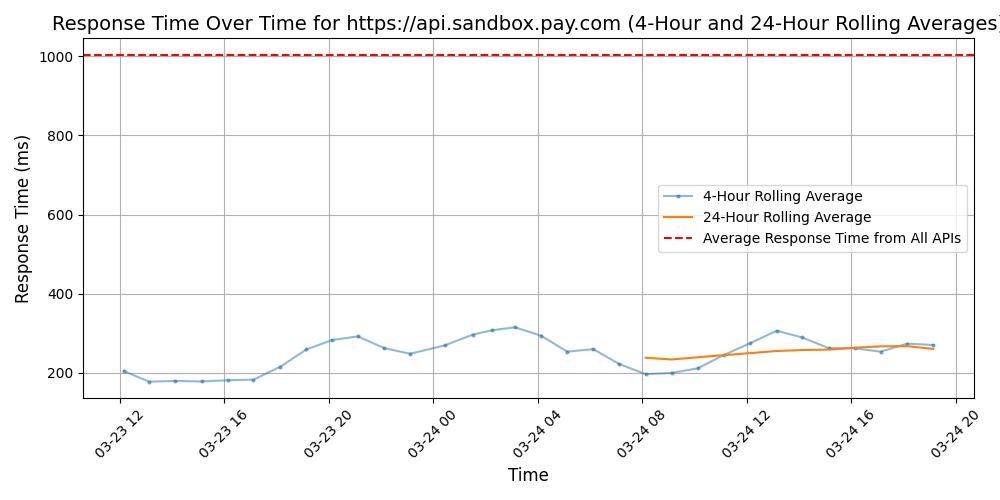 Response Time Over Time for https://api.sandbox.pay.com (4-Hour and 24-Hour Rolling Averages)
Response Time (ms)
1000
800
600
400
200
4-Hour Rolling Average
24-Hour Rolling Average
Average Response Time from All APIs
03-23 12
03-23 16
03-23 20
03-24 00
03-24 04
03-24 08
03-24 12
03-24 16
03-24 20
Time